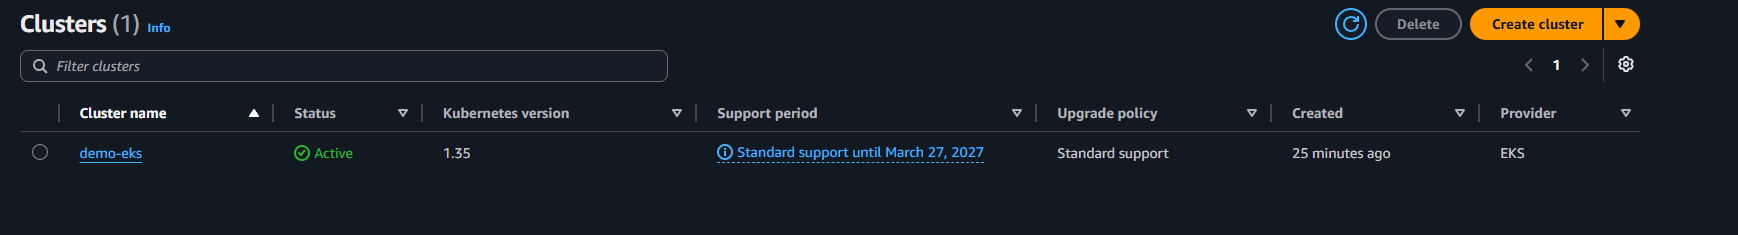 Clusters (1) Info
Delete
Create cluster
Filter clusters
1
Cluster name Status Kubernetes version Support period Upgrade policy Created Provider
demo-eks Active 1.35 Standard support until March 27, 2027 Standard support 25 minutes ago EKS